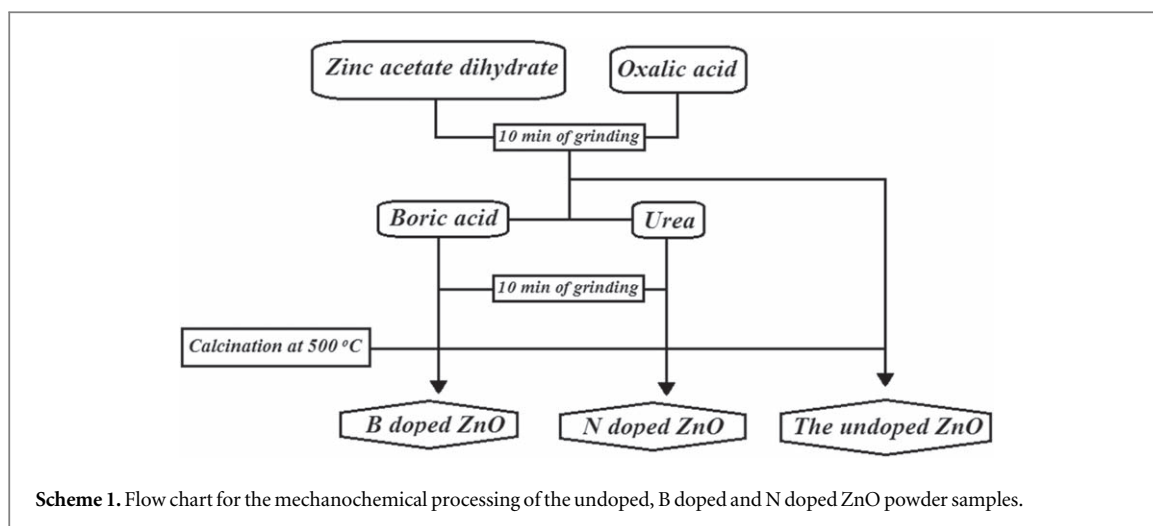 Zinc acetate dihydrate
Oxalic acid
10 min of grinding
Boric acid
Urea
10 min of grinding
Calcination at 500 °C
B doped ZnO
N doped ZnO
The undoped ZnO
Scheme 1. Flow chart for the mechanochemical processing of the undoped, B doped and N doped ZnO powder samples.